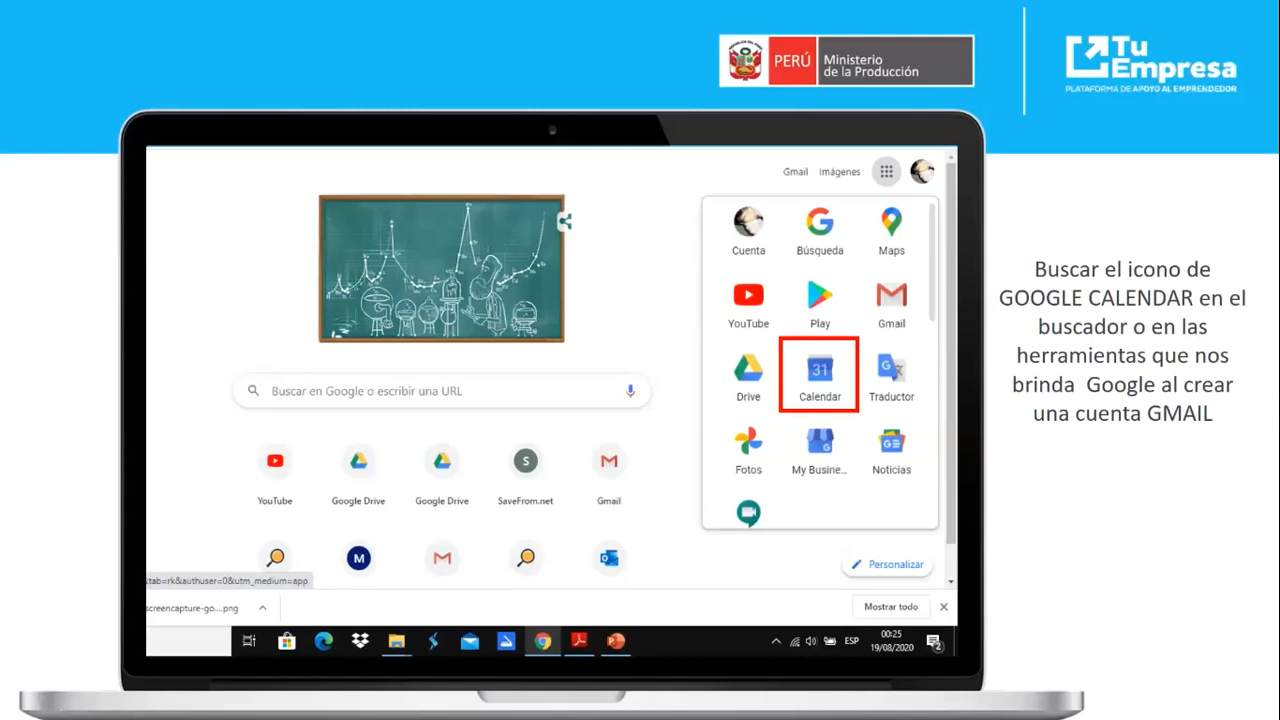 PERÚ
Ministerio
de la Producción
Tu
Empresa
PLATAFORMA DE APOYO AL EMPRENDEDOR
Gmail Imágenes
Cuenta Búsqueda Maps
YouTube Play Gmail
31
Drive Calendar Traductor
Fotos My Busine... Noticias
Buscar en Google o escribir una URL
YouTube Google Drive Google Drive SaveFrom.net Gmail
S
M
Personalizar
ctab=rk&authuser=0&utm_medium=app
screencapture-go....png
Mostrar todo
ESP
00:25
19/08/2020
2
Buscar el icono de
GOOGLE CALENDAR en el
buscador o en las
herramientas que nos
brinda Google al crear
una cuenta GMAIL